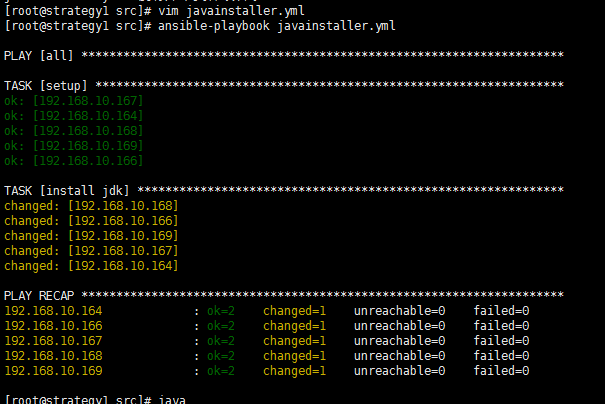 [root@strategy1 src]# vim javainstaller.yml
[root@strategy1 src]# ansible-playbook javainstaller.yml
PLAY [all] *********************************************************************
TASK [setup] *******************************************************************
ok: [192.168.10.167]
ok: [192.168.10.164]
ok: [192.168.10.168]
ok: [192.168.10.169]
ok: [192.168.10.166]
TASK [install jdk] *************************************************************
changed: [192.168.10.168]
changed: [192.168.10.166]
changed: [192.168.10.169]
changed: [192.168.10.167]
changed: [192.168.10.164]
PLAY RECAP *********************************************************************
192.168.10.164             : ok=2    changed=1    unreachable=0    failed=0
192.168.10.166             : ok=2    changed=1    unreachable=0    failed=0
192.168.10.167             : ok=2    changed=1    unreachable=0    failed=0
192.168.10.168             : ok=2    changed=1    unreachable=0    failed=0
192.168.10.169             : ok=2    changed=1    unreachable=0    failed=0
[root@strategy1 src]# java